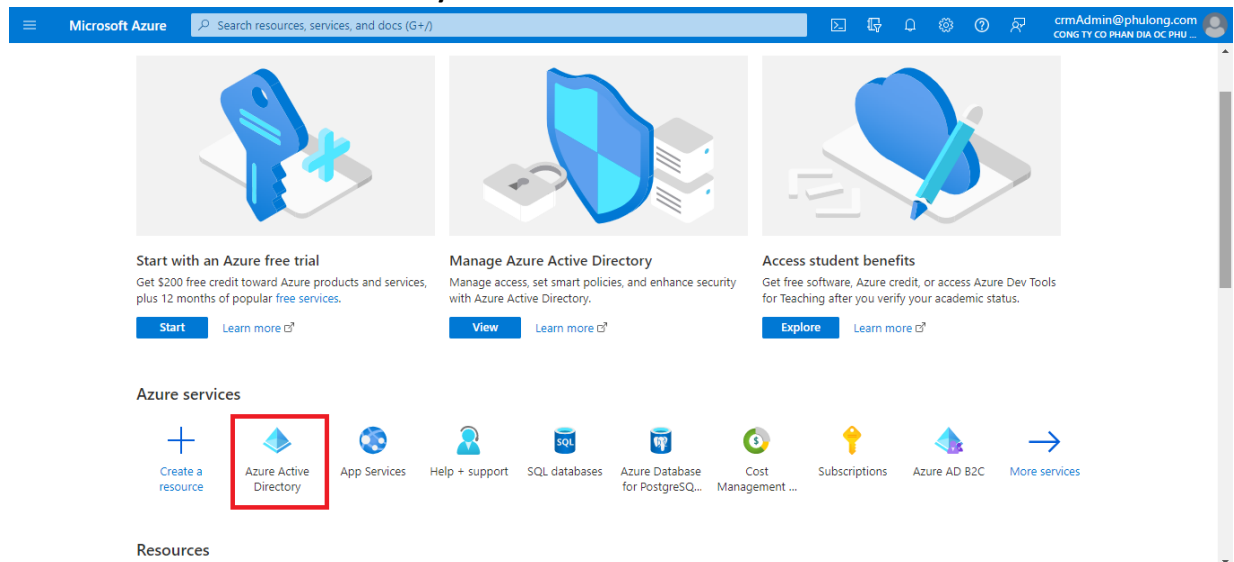 Microsoft Azure
Search resources, services, and docs (G+/)
crmAdmin@phulong.com
CONG TY CO PHAN DIA OC PHU ...
Start with an Azure free trial
Get $200 free credit toward Azure products and services,
plus 12 months of popular free services.
Start
Learn more
Manage Azure Active Directory
Manage access, set smart policies, and enhance security
with Azure Active Directory.
View
Learn more
Access student benefits
Get free software, Azure credit, or access Azure Dev Tools
for Teaching after you verify your academic status.
Explore
Learn more
Azure services
Create a
resource
Azure Active
Directory
App Services
Help + support
SQL
SQL databases
Azure Database
for PostgreSQ...
$
Cost
Management ...
Subscriptions
Azure AD B2C
More services
Resources